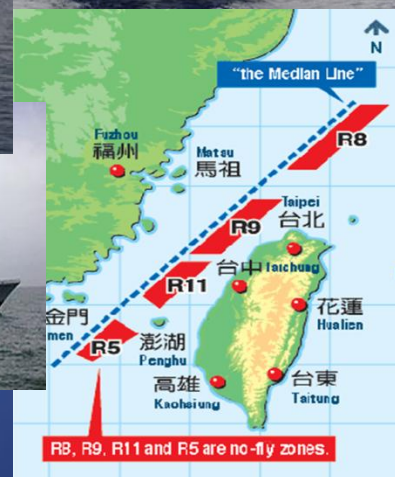 N
“the Median Line”
R8
Fuzhou
福州
Matsu
馬祖
Taipei
台北
R9
台中 Taichung
R11
花蓮
Hualien
金門
men
R5
澎湖
Penghu
高雄
Kaohsiung
台東
Taitung
R8, R9, R11 and R5 are no-fly zones.